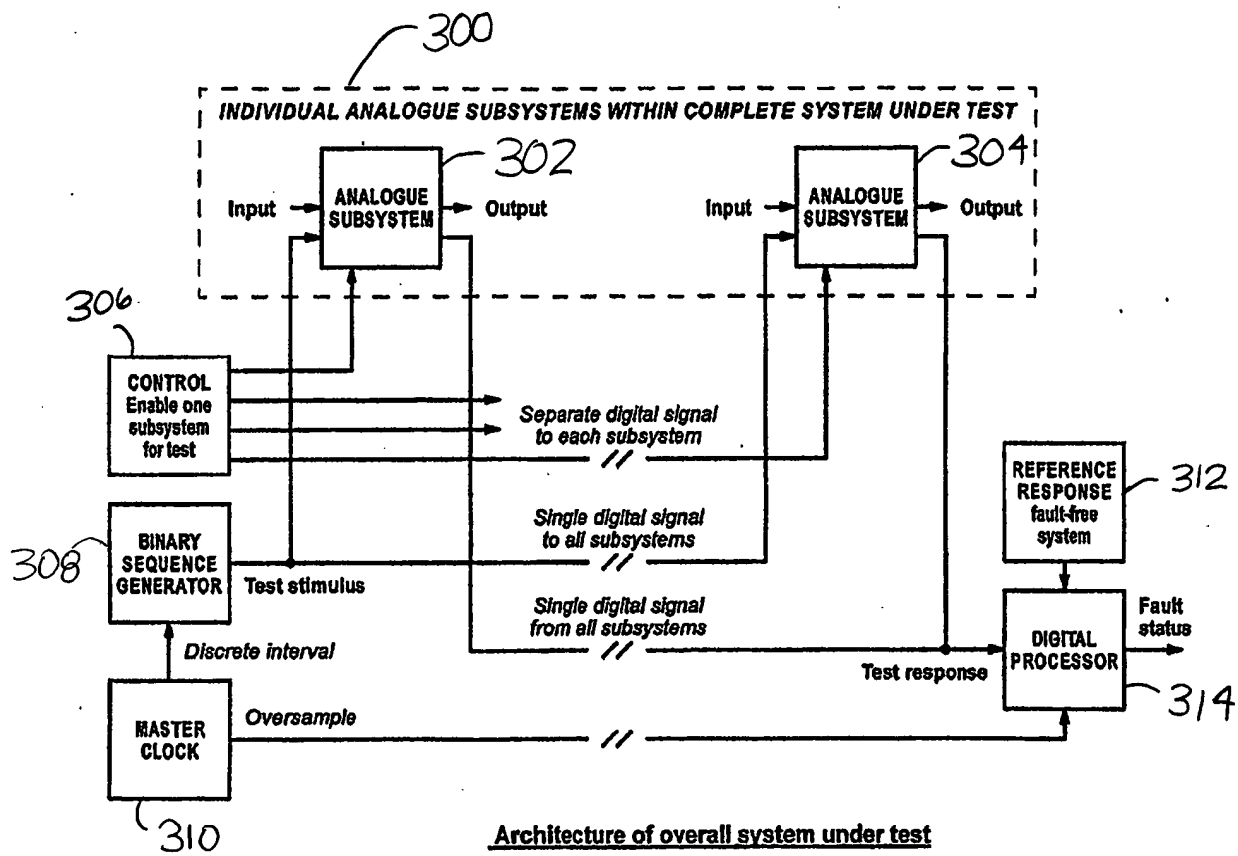 300
INDIVIDUAL ANALOGUE SUBSYSTEMS WITHIN COMPLETE SYSTEM UNDER TEST
302
304
Input
ANALOGUE
SUBSYSTEM
Output
Input
ANALOGUE
SUBSYSTEM
Output
306
CONTROL
Enable one
subsystem
for test
Separate digital signal
to each subsystem
REFERENCE
RESPONSE
fault-free
system
312
308
BINARY
SEQUENCE
GENERATOR
Test stimulus
Single digital signal
to all subsystems
Single digital signal
from all subsystems
Test response
DIGITAL
PROCESSOR
Fault
status
314
Discrete interval
MASTER
CLOCK
Oversample
310
Architecture of overall system under test